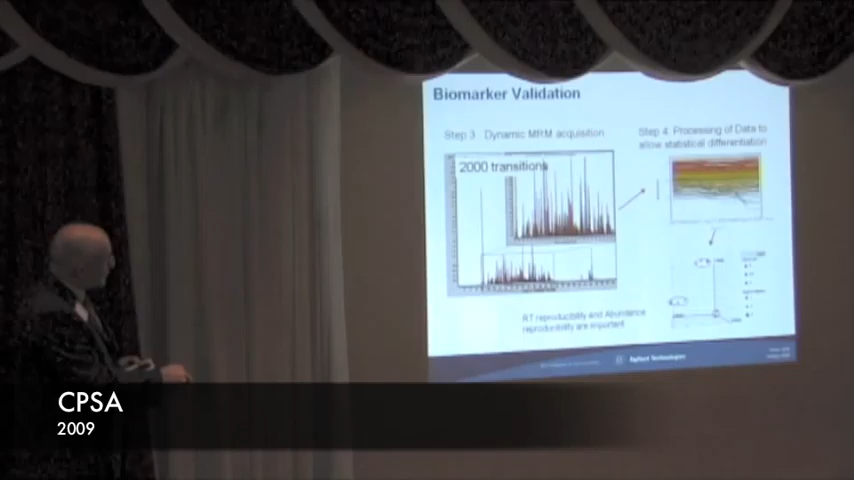 Biomarker Validation
Step 3 Dynamic MRM acquisition
Step 4 Processing of Data to
allow statistical differentiation
2000 transitions
RT reproducibility and Abundance
reproducibility are important
Agilent Technologies
CPSA
2009